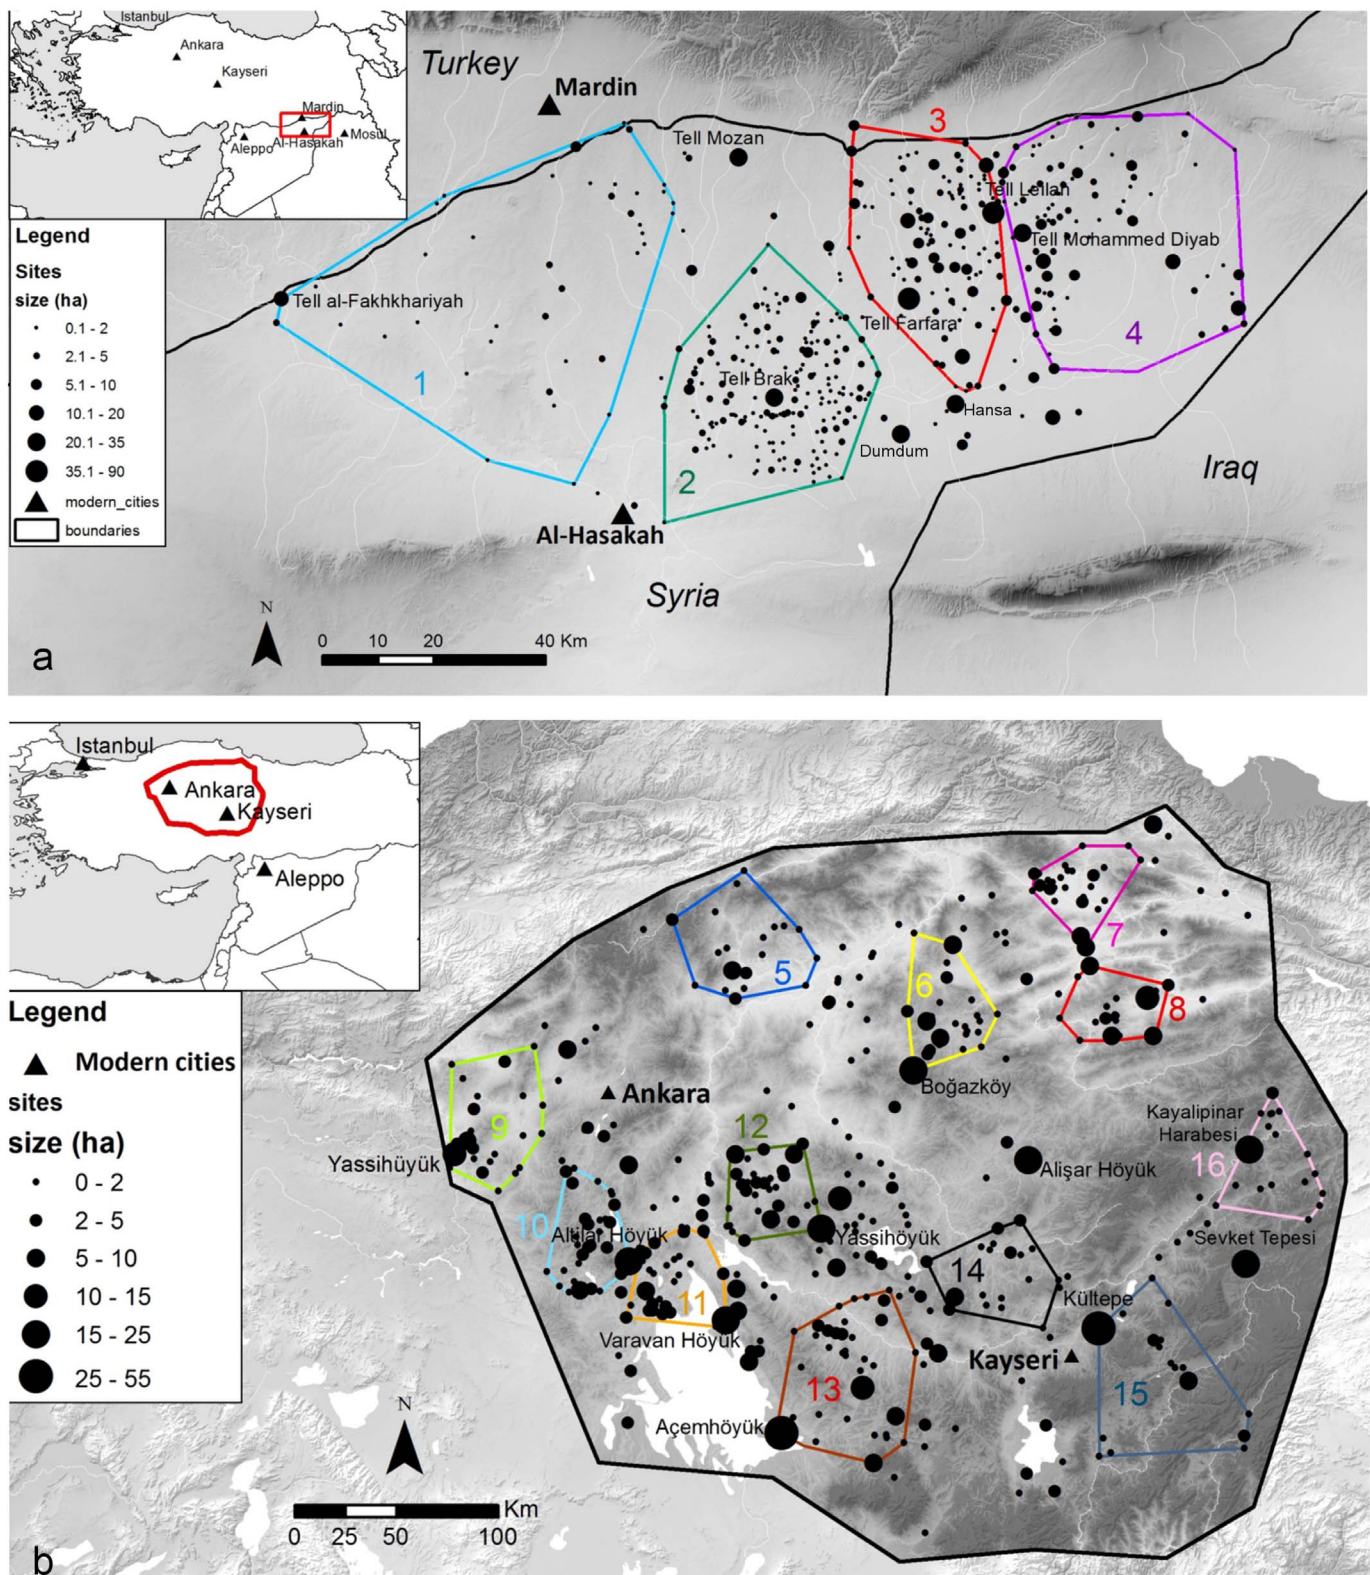 Istanbul
Ankara
Kayseri
Mardin
Aleppo
Al-Hasakah
Mosul
Legend
Sites
size (ha)
0.1 - 2
2.1 - 5
5.1 - 10
10.1 - 20
20.1 - 35
35.1 - 90
modern_cities
boundaries
Turkey
Mardin
Tell Mozan
3
Tell Leilan
Tell Mohammed Diyab
Tell al-Fakhkhariyah
Tell Farfara
4
1
Tell Brak
Hansa
Dumdum
2
Iraq
Al-Hasakah
Syria
N
0 10 20 40 Km
a
Istanbul
Ankara
Kayseri
Aleppo
Legend
Modern cities
sites
size (ha)
0 - 2
2 - 5
5 - 10
10 - 15
15 - 25
25 - 55
7
5
6
8
Boğazköy
Ankara
Kayalipinar
Harabesi
9
12
Yassihüyük
Alişar Höyük
16
10
Altilar Höyük
Yassihöyük
Sevket Tepesi
14
11
Kültepe
Varavan Höyük
Kayseri
13
15
Açemhöyük
N
Km
0 25 50 100
b